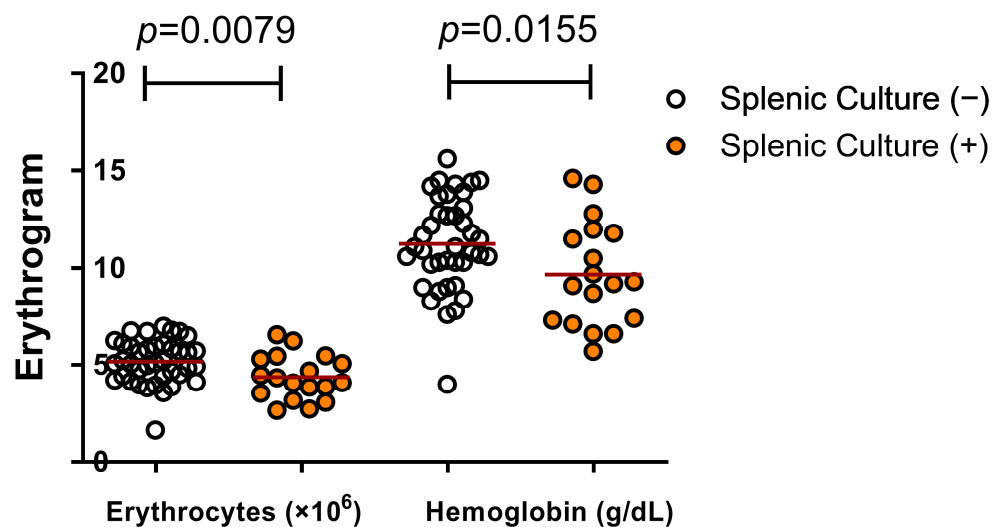 p=0.0079
p=0.0155
Erythrogram
20
15
10
5
0
Splenic Culture (−)
Splenic Culture (+)
Erythrocytes (×10⁶)
Hemoglobin (g/dL)